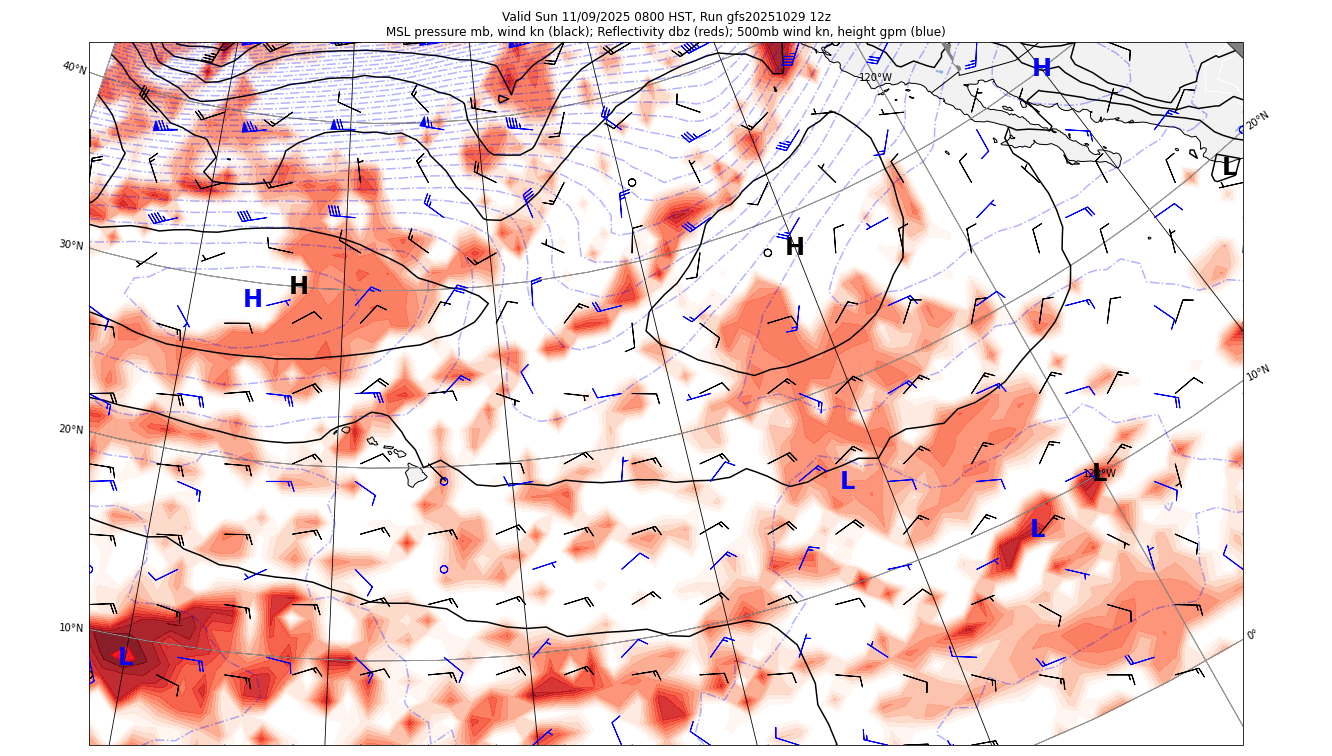 Valid Sun 11/09/2025 0800 HST, Run gfs20251029 12z
MSL pressure mb, wind kn (black); Reflectivity dbz (reds); 500mb wind kn, height gpm (blue)
40°N
120°W
H
20°N
L
30°N
H
H
H
10°N
20°N
L
L
120°W
L
10°N
0°
L